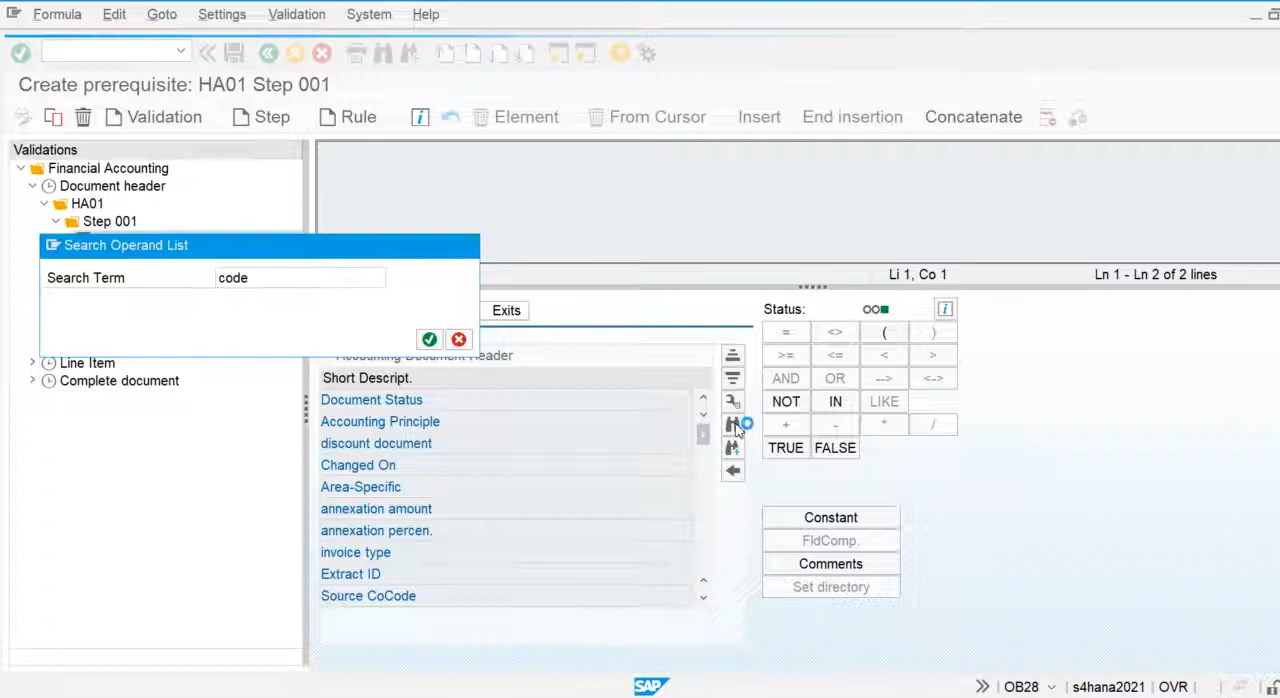 Formula Edit Goto Settings Validation System Help
Create prerequisite: HA01 Step 001
Validation Step Rule Element From Cursor Insert End insertion Concatenate
Validations
Financial Accounting
Document header
HA01
Step 001
Search Operand List
Search Term code
Line Item
Complete document
Li 1, Co 1 Ln 1 - Ln 2 of 2 lines
Exits
Accounting Document Header
Short Descript.
Document Status
Accounting Principle
discount document
Changed On
Area-Specific
annexation amount
annexation percen.
invoice type
Extract ID
Source CoCode
Status:
= <> ( )
>= <= < >
AND OR --> <->
NOT IN LIKE
+ - * /
TRUE FALSE
Constant
FldComp.
Comments
Set directory
SAP OB28 s4hana2021 OVR